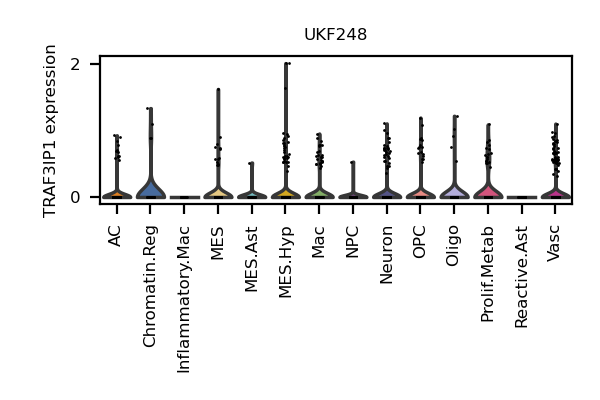 UKF248
TRAF3IP1 expression
2
0
AC
Chromatin.Reg
Inflammatory.Mac
MES
MES.Ast
MES.Hyp
Mac
NPC
Neuron
OPC
Oligo
Prolif.Metab
Reactive.Ast
Vasc